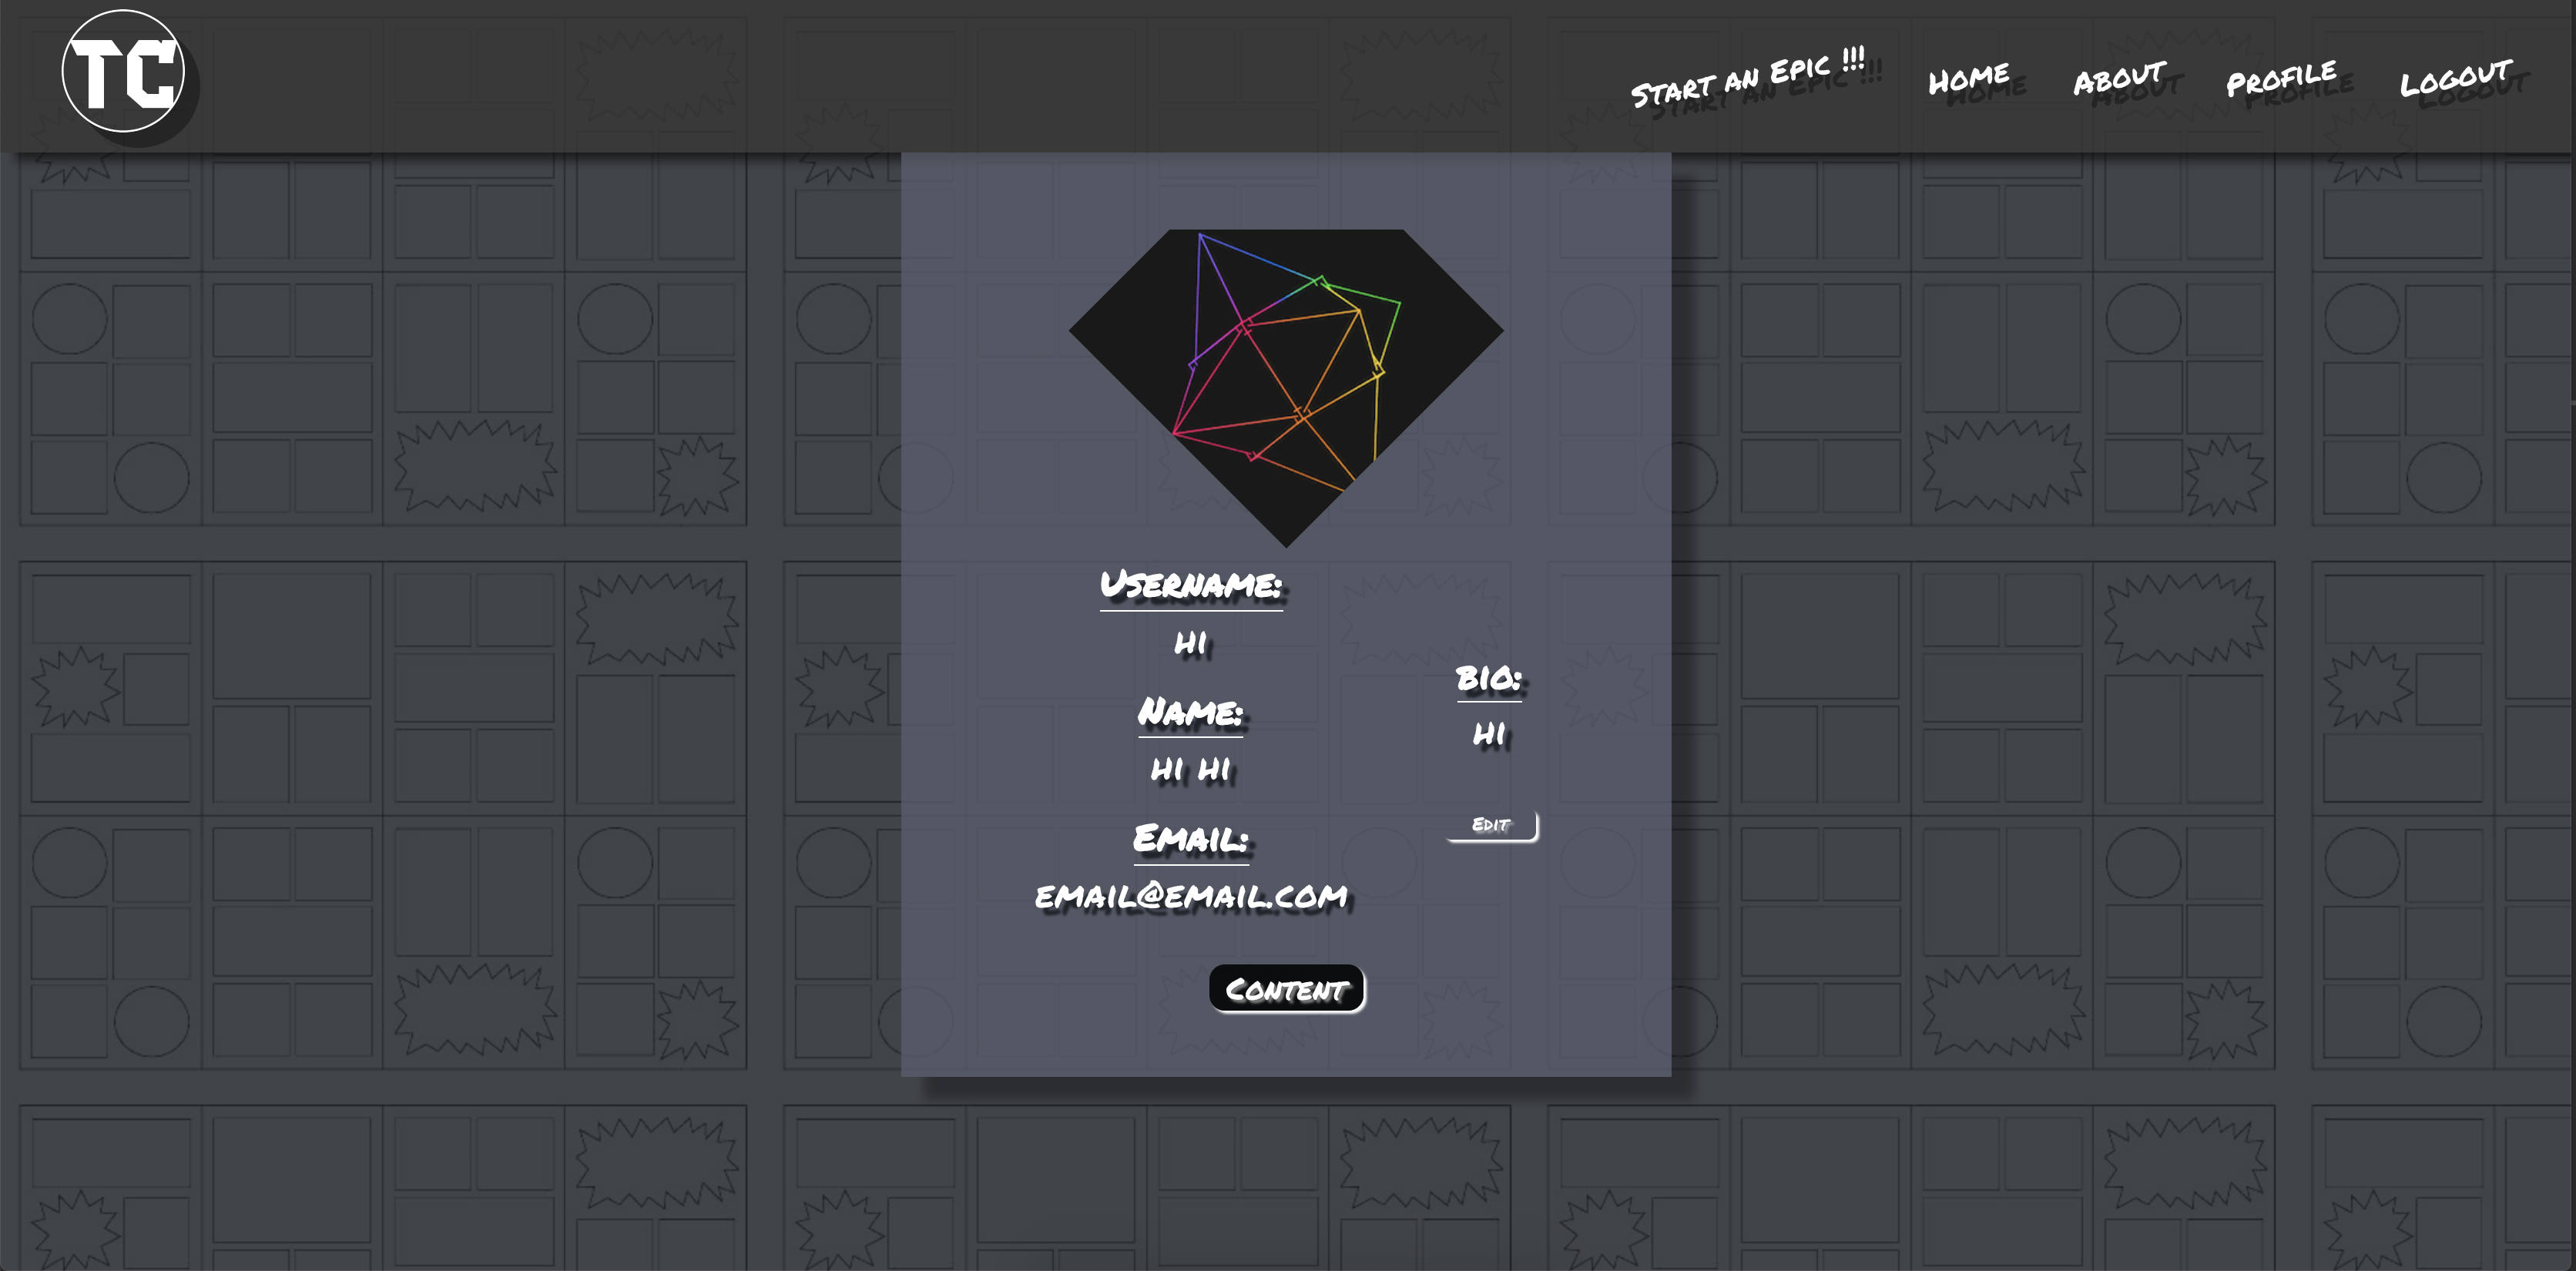 TC
Start an Epic !!!
Home
About
Profile
Logout
Username:
HI
Name:
HI HI
Email:
email@email.com
Bio:
HI
Edit
Content